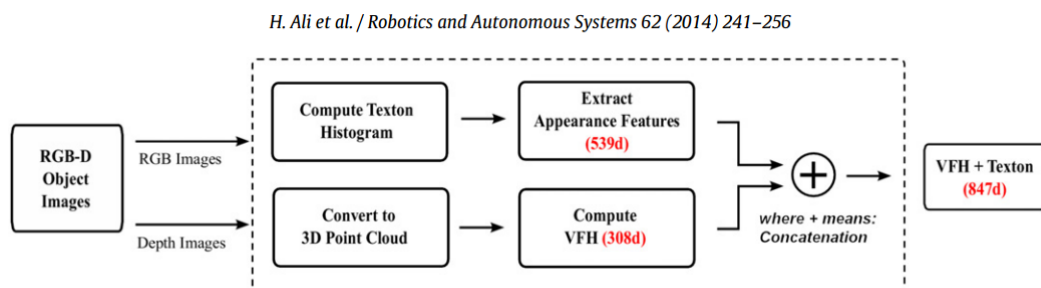 H. Ali et al. / Robotics and Autonomous Systems 62 (2014) 241–256
RGB-D
Object
Images
RGB Images
Depth Images
Compute Texton
Histogram
Extract
Appearance Features
(539d)
Convert to
3D Point Cloud
Compute
VFH (308d)
where + means:
Concatenation
VFH + Texton
(847d)